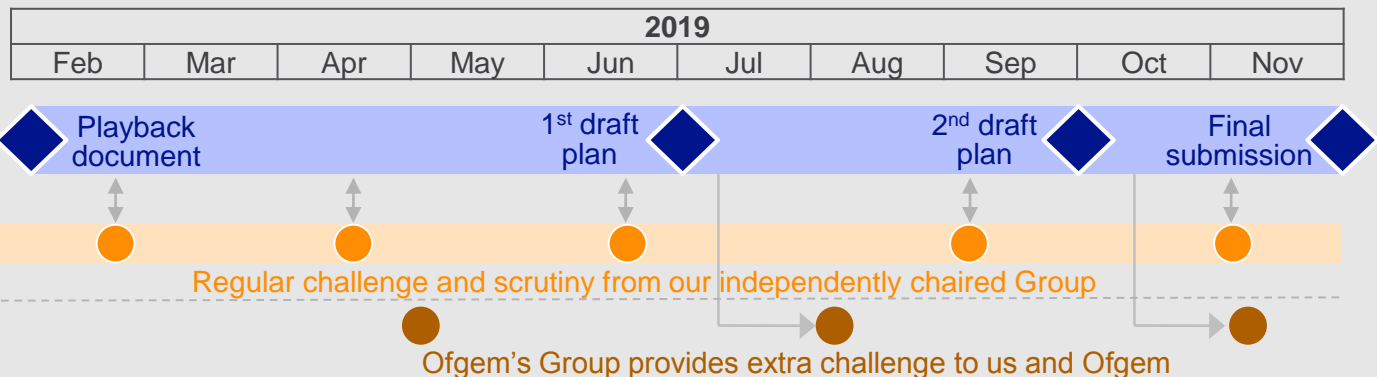 2019
Feb Mar Apr May Jun Jul Aug Sep Oct Nov
Playback
document
1st draft
plan
2nd draft
plan
Final
submission
Regular challenge and scrutiny from our independently chaired Group
Ofgem's Group provides extra challenge to us and Ofgem